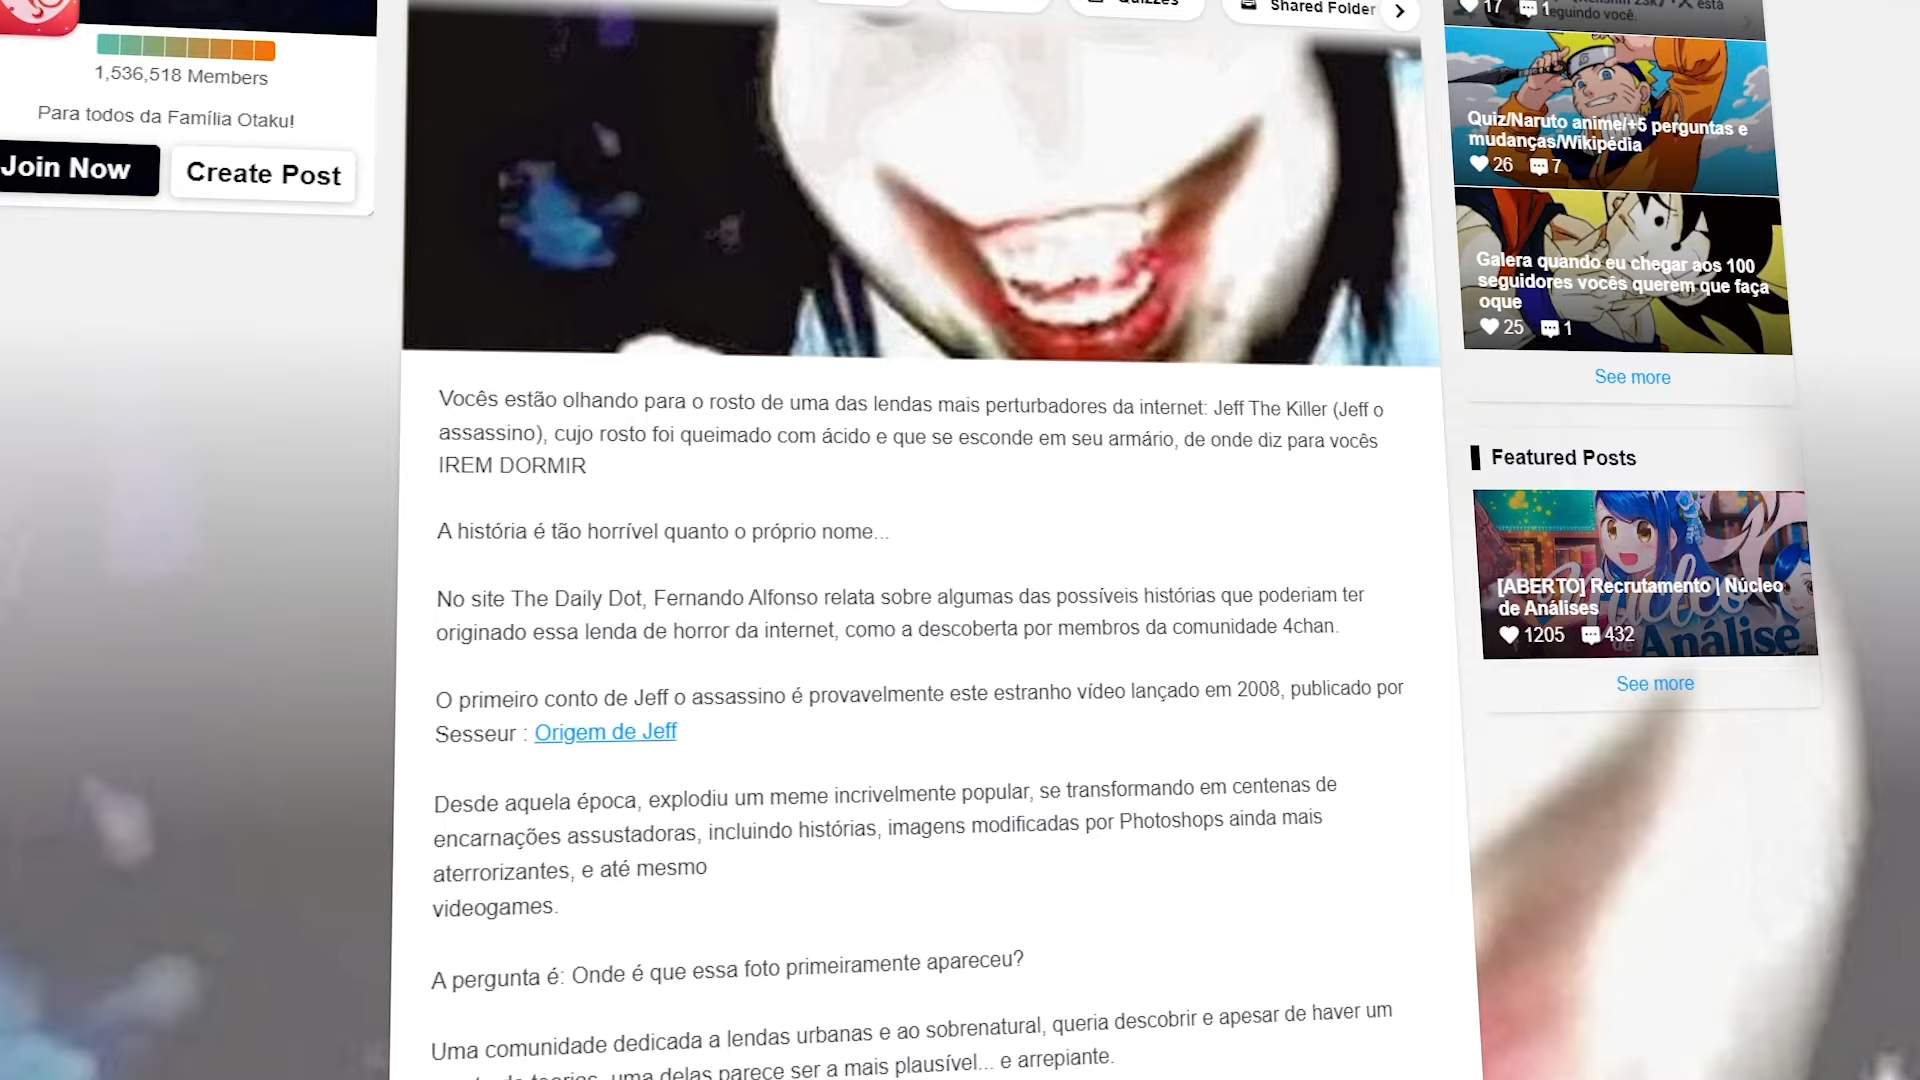 1,536,518 Members
Para todos da Família Otaku!
Join Now
Create Post
Quizzes
Shared Folder
Vocês estão olhando para o rosto de uma das lendas mais perturbadores da internet: Jeff The Killer (Jeff o
assassino), cujo rosto foi queimado com ácido e que se esconde em seu armário, de onde diz para vocês
IREM DORMIR
A história é tão horrível quanto o próprio nome...
No site The Daily Dot, Fernando Alfonso relata sobre algumas das possíveis histórias que poderiam ter
originado essa lenda de horror da internet, como a descoberta por membros da comunidade 4chan.
O primeiro conto de Jeff o assassino é provavelmente este estranho vídeo lançado em 2008, publicado por
Sesseur : Origem de Jeff
Desde aquela época, explodiu um meme incrivelmente popular, se transformando em centenas de
encarnações assustadoras, incluindo histórias, imagens modificadas por Photoshops ainda mais
aterrorizantes, e até mesmo
videogames.
A pergunta é: Onde é que essa foto primeiramente apareceu?
Uma comunidade dedicada a lendas urbanas e ao sobrenatural, queria descobrir e apesar de haver um
teorias, uma delas parece ser a mais plausível... e arrepiante.
está
seguindo você.
17 1
Quiz/Naruto anime/+5 perguntas e
mudanças/Wikipédia
26 7
Galera quando eu chegar aos 100
seguidores vocês querem que faça
oque
25 1
See more
Featured Posts
[ABERTO] Recrutamento | Núcleo
de Análises
1205 432
Núcleo
de Análise
See more